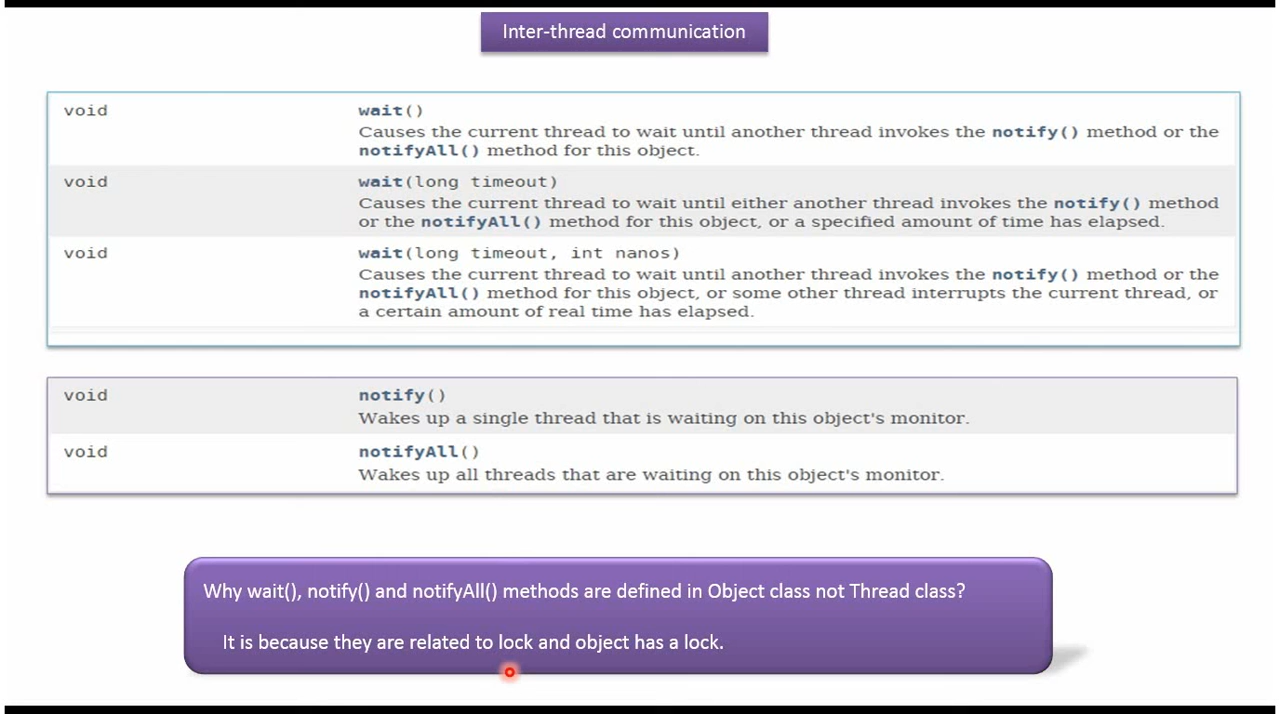 Inter-thread communication
void wait()
Causes the current thread to wait until another thread invokes the notify() method or the
notifyAll() method for this object.
void wait(long timeout)
Causes the current thread to wait until either another thread invokes the notify() method
or the notifyAll() method for this object, or a specified amount of time has elapsed.
void wait(long timeout, int nanos)
Causes the current thread to wait until another thread invokes the notify() method or the
notifyAll() method for this object, or some other thread interrupts the current thread, or
a certain amount of real time has elapsed.
void notify()
Wakes up a single thread that is waiting on this object's monitor.
void notifyAll()
Wakes up all threads that are waiting on this object's monitor.
Why wait(), notify() and notifyAll() methods are defined in Object class not Thread class?
It is because they are related to lock and object has a lock.